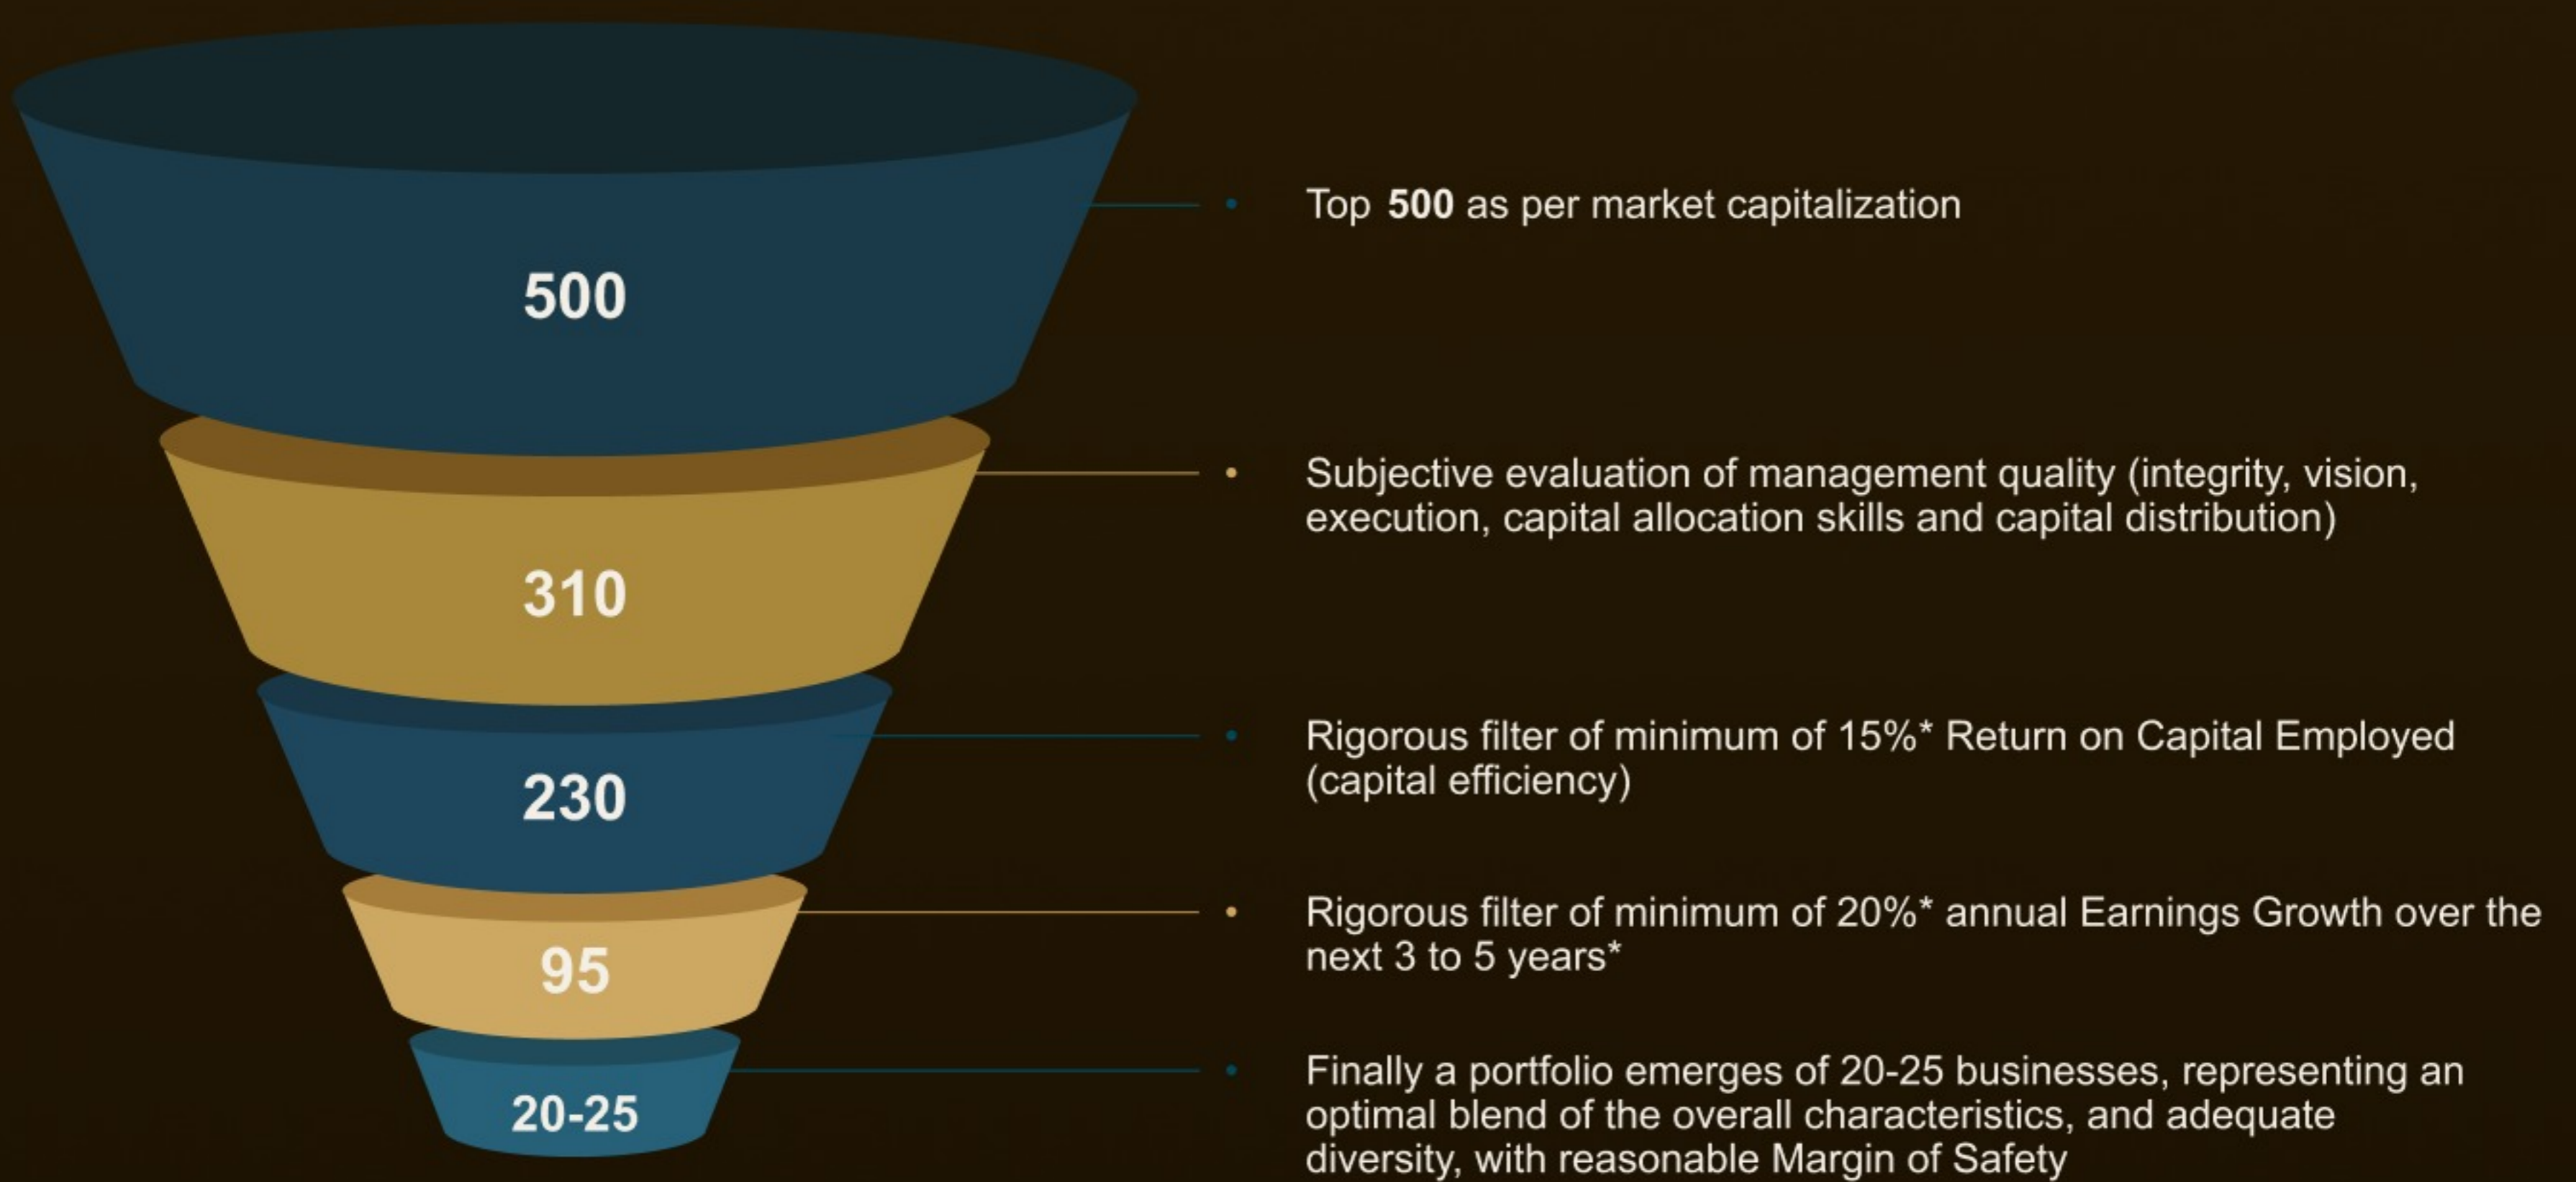 500
Top 500 as per market capitalization
310
Subjective evaluation of management quality (integrity, vision,
execution, capital allocation skills and capital distribution)
230
Rigorous filter of minimum of 15%* Return on Capital Employed
(capital efficiency)
95
Rigorous filter of minimum of 20%* annual Earnings Growth over the
next 3 to 5 years*
20-25
Finally a portfolio emerges of 20-25 businesses, representing an
optimal blend of the overall characteristics, and adequate
diversity, with reasonable Margin of Safety